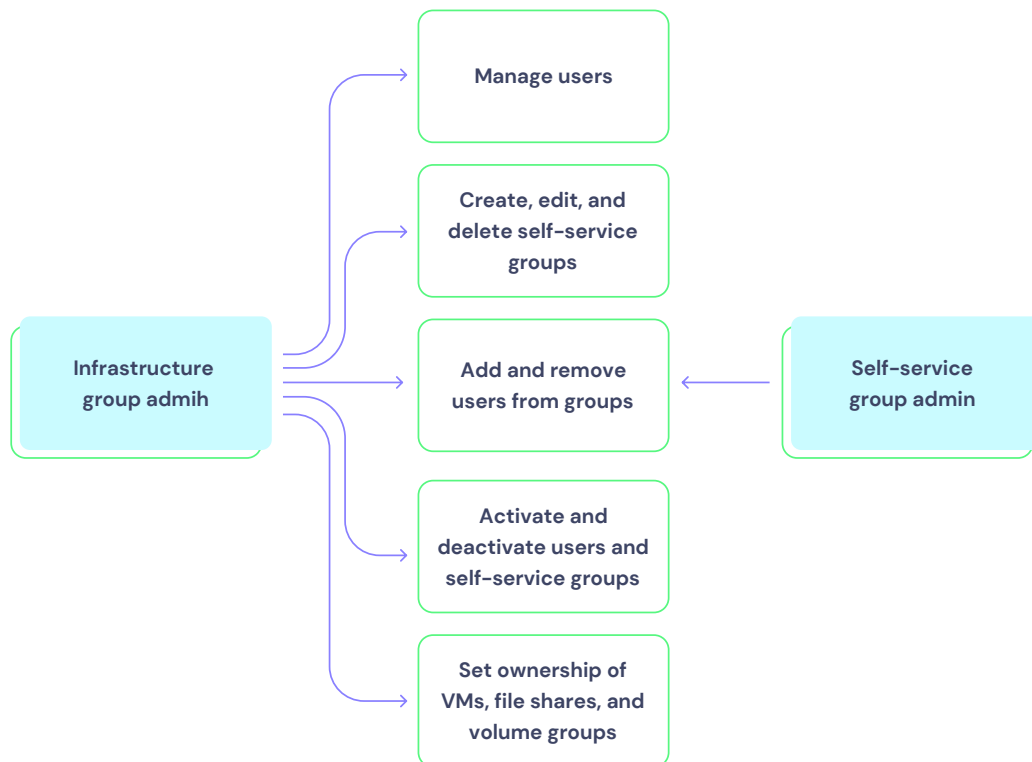 Manage users
Create, edit, and
delete self-service
groups
Infrastructure
group admih
Add and remove
users from groups
Self-service
group admin
Activate and
deactivate users and
self-service groups
Set ownership of
VMs, file shares, and
volume groups